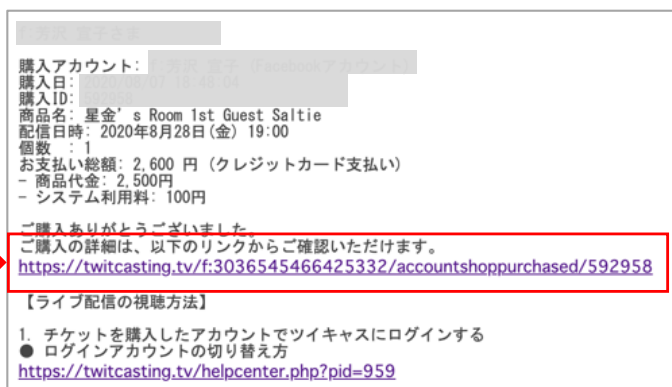 購入アカウント:
購入日:
購入ID:
商品名: 星金’s Room 1st Guest Saltie
配信日時: 2020年8月28日(金) 19:00
個数 : 1
お支払い総額: 2,600 円 (クレジットカード支払い)
- 商品代金: 2,500円
- システム利用料: 100円
ご購入ありがとうございました。
ご購入の詳細は、以下のリンクからご確認いただけます。
https://twitcasting.tv/f:3036545466425332/accountshoppurchased/592958
【ライブ配信の視聴方法】
1. チケットを購入したアカウントでツイキャスにログインする
● ログインアカウントの切り替え方
https://twitcasting.tv/helpcenter.php?pid=959